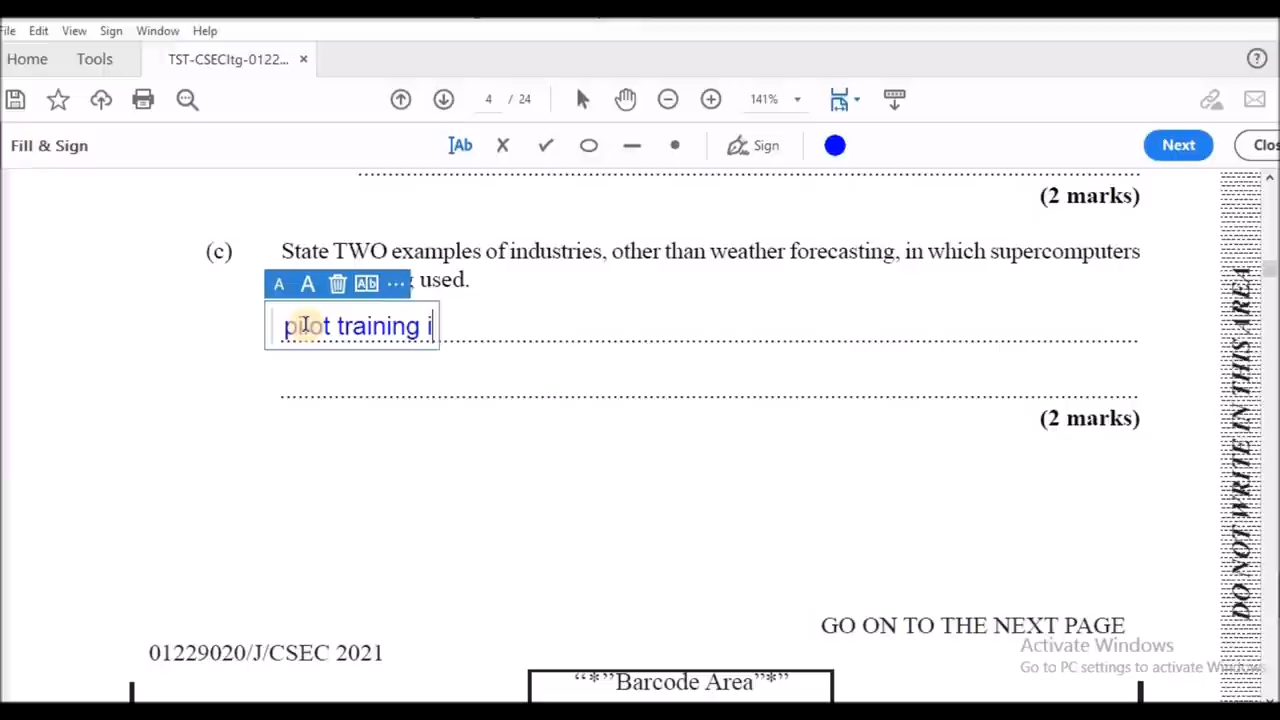 File Edit View Sign Window Help
Home Tools TST-CSECItg-0122... ×
4 / 24 141%
Fill & Sign Ab Sign Next Clos
(2 marks)
(c) State TWO examples of industries, other than weather forecasting, in which supercomputers
A A Ab ... g used.
pilot training i
(2 marks)
DO NOT WRITE IN THIS AREA
GO ON TO THE NEXT PAGE
Activate Windows
Go to PC settings to activate Windows.
01229020/J/CSEC 2021
“*”Barcode Area”*”